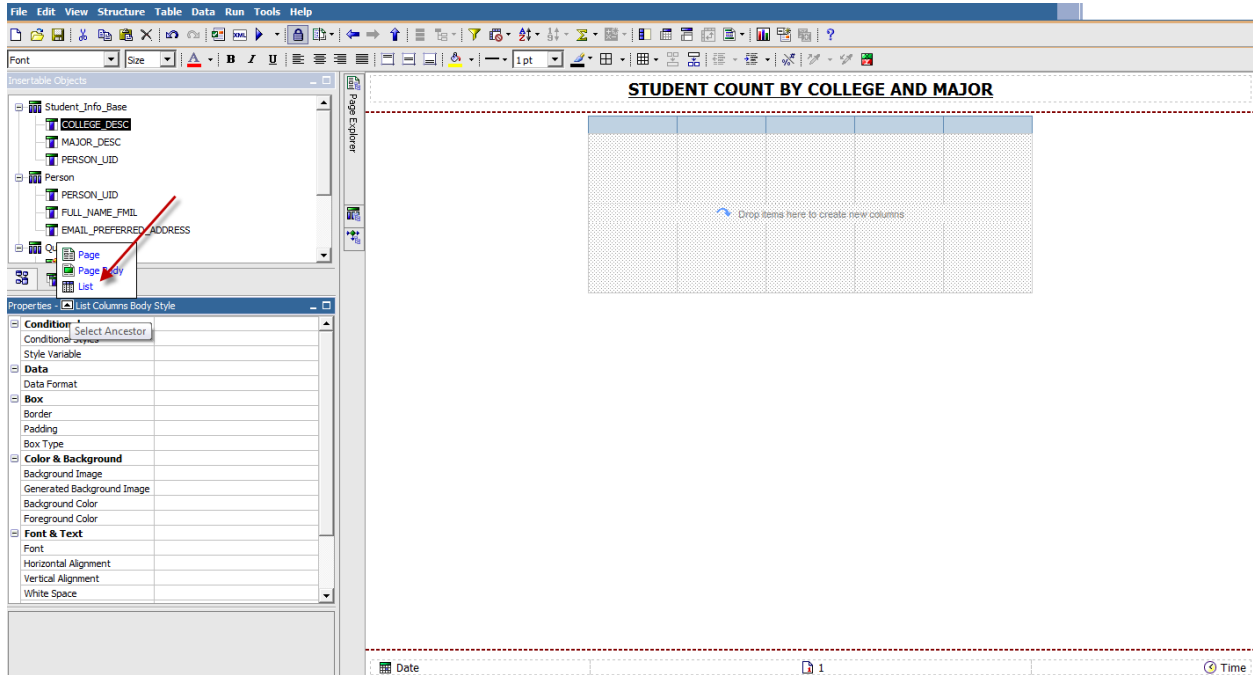 File Edit View Structure Table Data Run Tools Help
Font Size 1 pt
Insertable Objects
Student_Info_Base
COLLEGE_DESC
MAJOR_DESC
PERSON_UID
Person
PERSON_UID
FULL_NAME_FMIL
EMAIL_PREFERRED_ADDRESS
Qu
Page
Page Body
List
Properties - List Columns Body Style
Select Ancestor
Conditional
Conditional Styles
Style Variable
Data
Data Format
Box
Border
Padding
Box Type
Color & Background
Background Image
Generated Background Image
Background Color
Foreground Color
Font & Text
Font
Horizontal Alignment
Vertical Alignment
White Space
Page Explorer
STUDENT COUNT BY COLLEGE AND MAJOR
Drop items here to create new columns
Date 1 Time